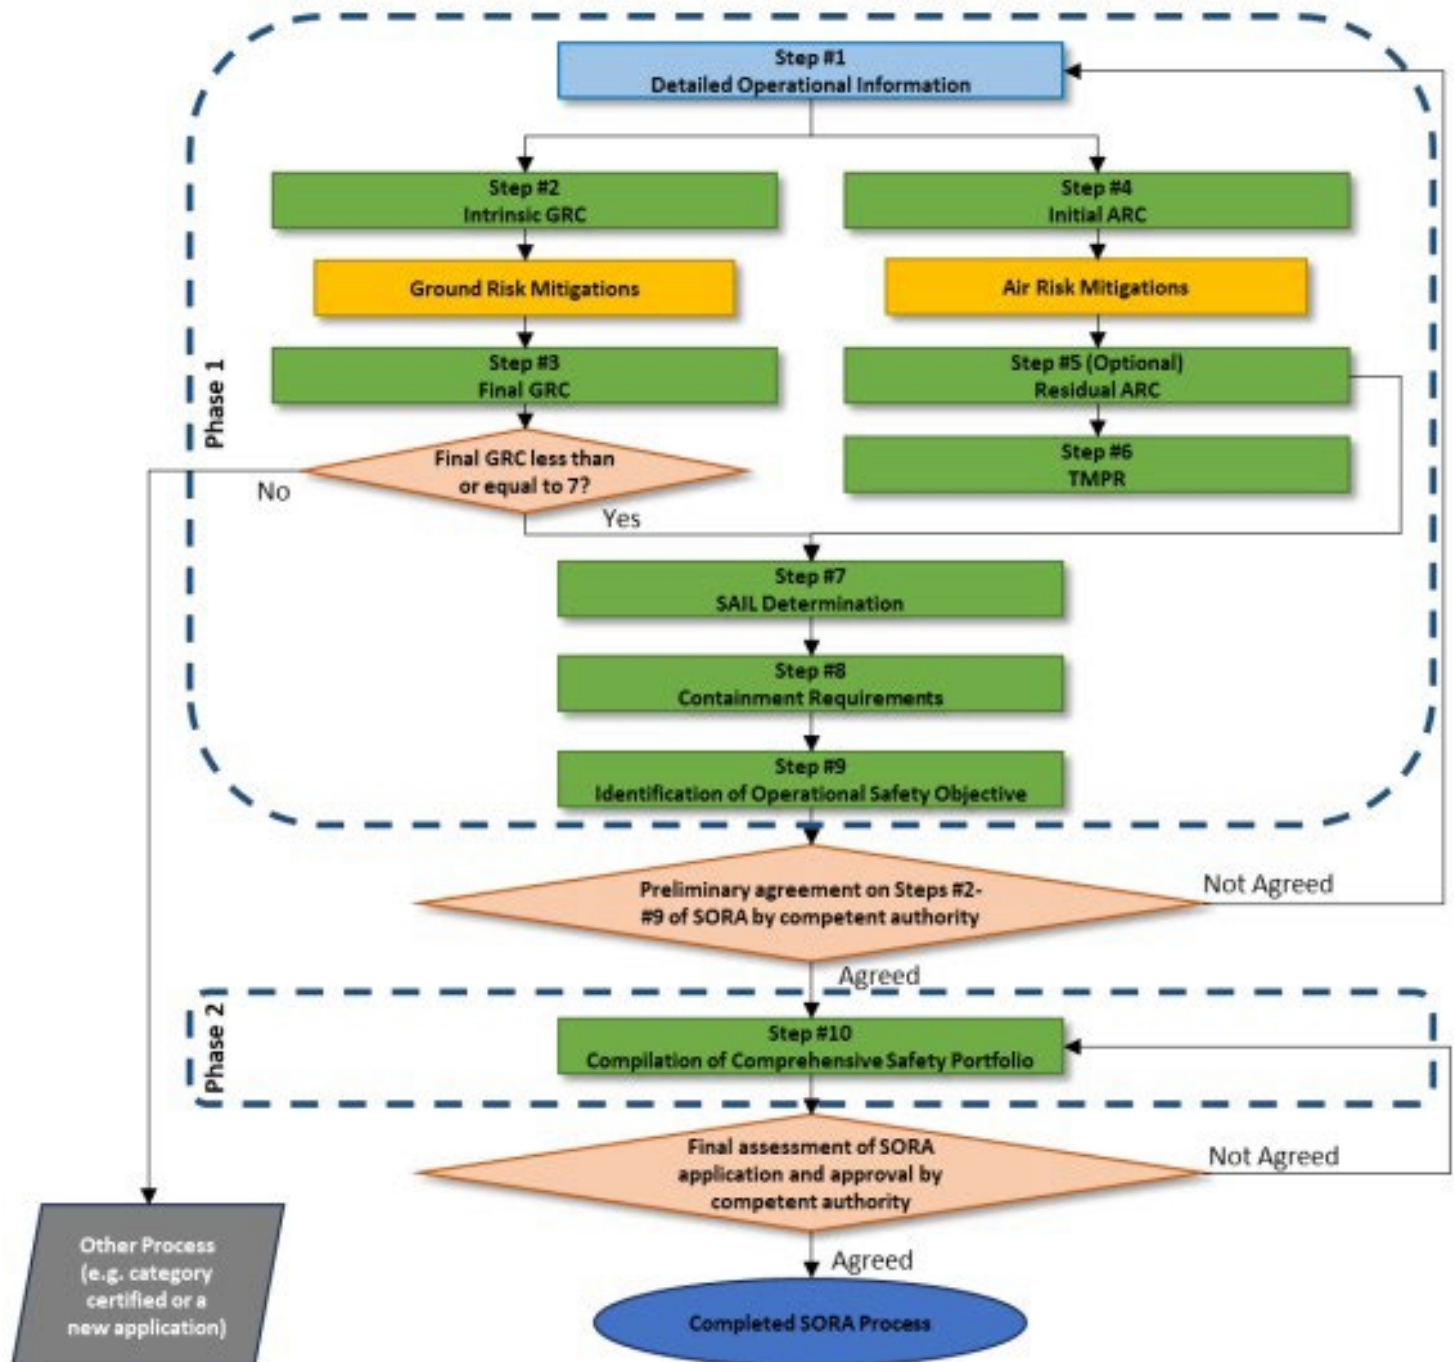 Step #1
Detailed Operational Information
Step #2
Intrinsic GRC
Step #4
Initial ARC
Ground Risk Mitigations
Air Risk Mitigations
Step #3
Final GRC
Step #5 (Optional)
Residual ARC
Phase 1
Final GRC less than
or equal to 7?
No
Yes
Step #6
TMPR
Step #7
SAIL Determination
Step #8
Containment Requirements
Step #9
Identification of Operational Safety Objective
Preliminary agreement on Steps #2-
#9 of SORA by competent authority
Not Agreed
Agreed
Phase 2
Step #10
Compilation of Comprehensive Safety Portfolio
Final assessment of SORA
application and approval by
competent authority
Not Agreed
Agreed
Other Process
(e.g. category
certified or a
new application)
Completed SORA Process